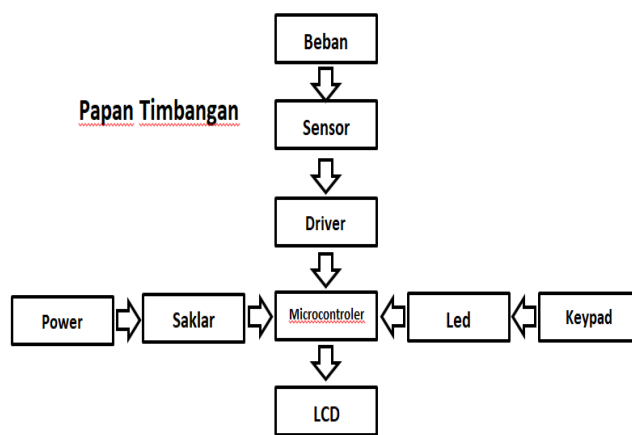 Beban
Papan Timbangan
Sensor
Driver
Power
Saklar
Microcontroler
Led
Keypad
LCD